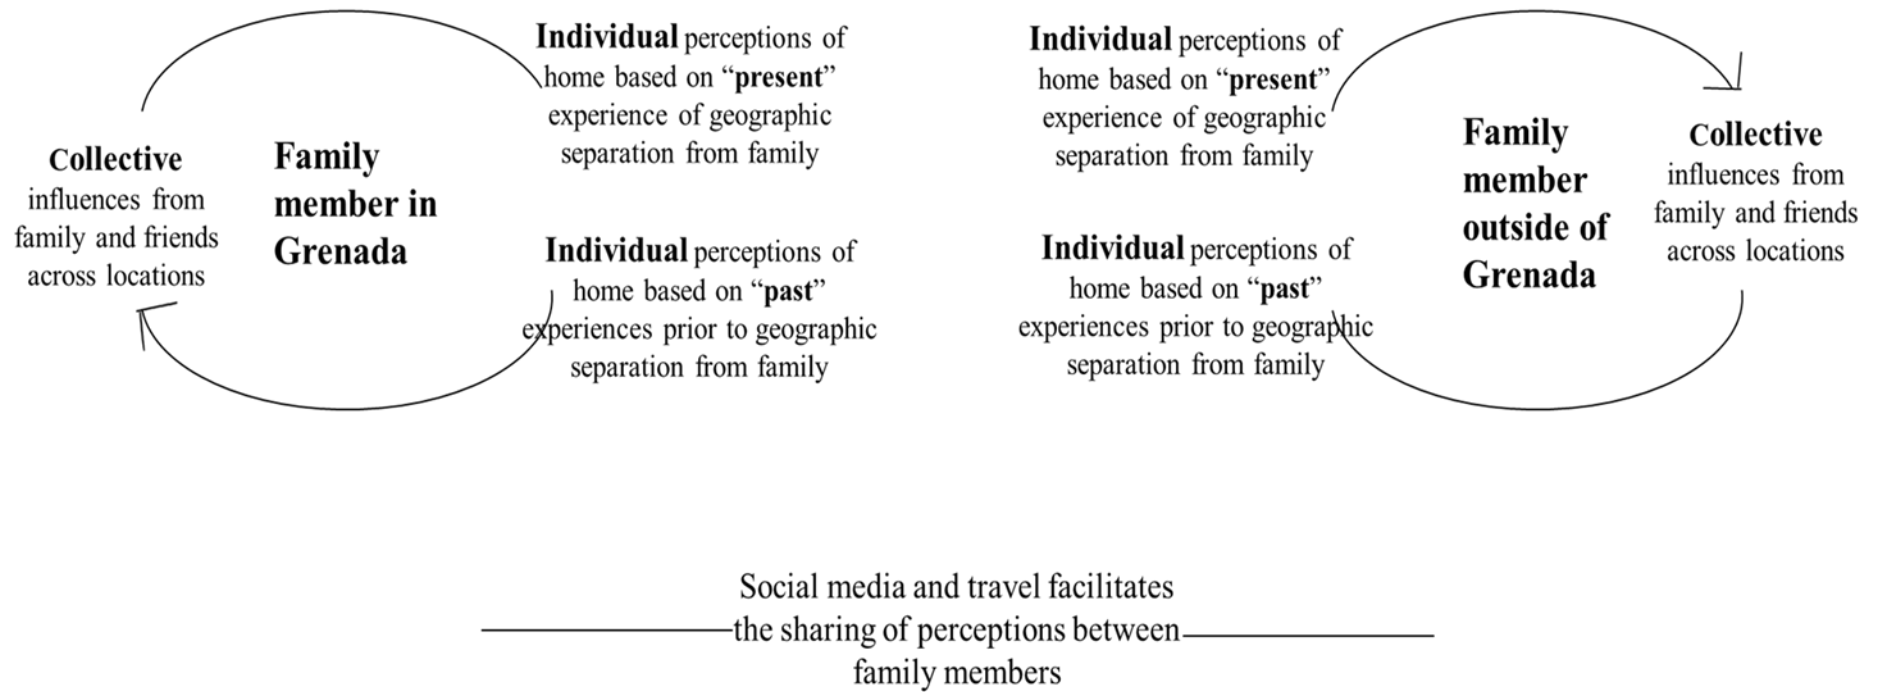 Collective
influences from
family and friends
across locations
Family
member in
Grenada
Individual perceptions of
home based on “present”
experience of geographic
separation from family
Individual perceptions of
home based on “past”
experiences prior to geographic
separation from family
Individual perceptions of
home based on “present”
experience of geographic
separation from family
Individual perceptions of
home based on “past”
experiences prior to geographic
separation from family
Family
member
outside of
Grenada
Collective
influences from
family and friends
across locations
Social media and travel facilitates
the sharing of perceptions between
family members